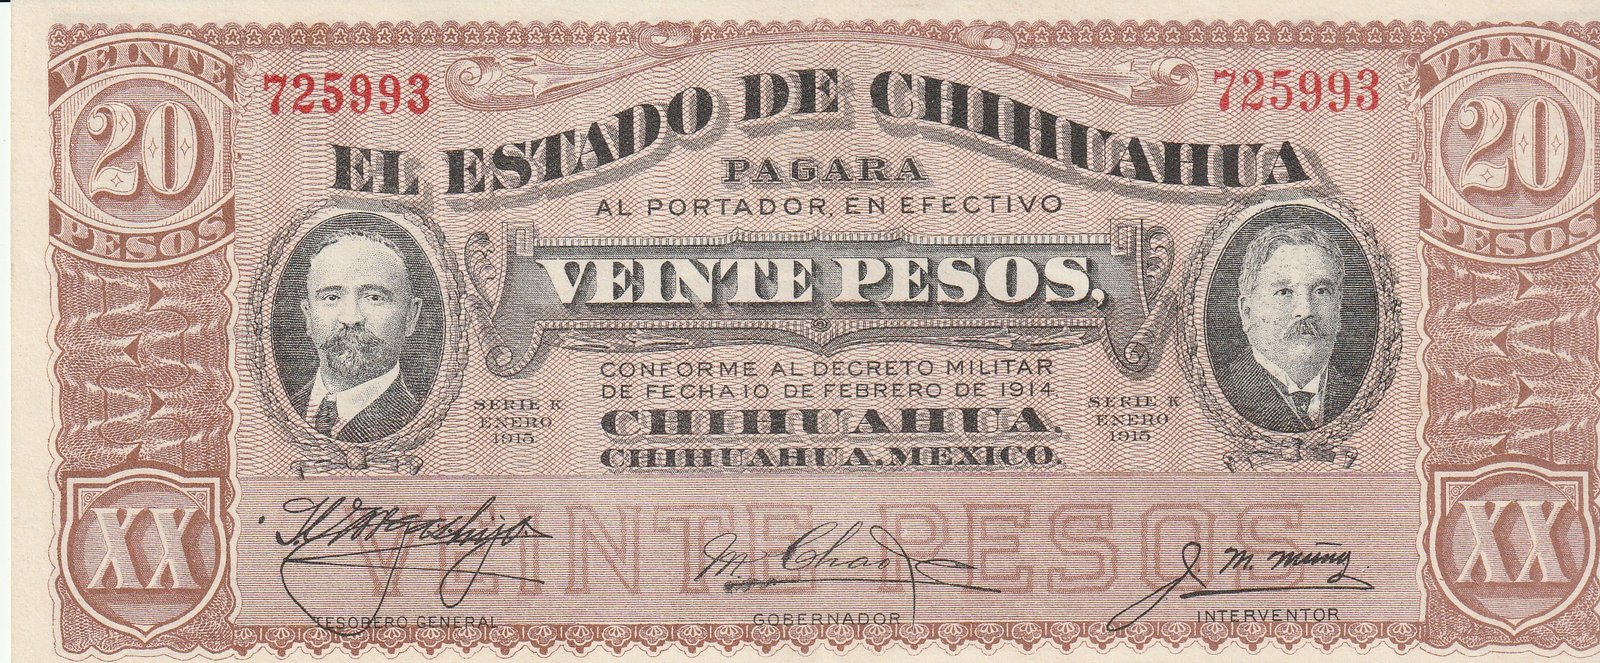 VEINTE
20
PESOS
725993
EL ESTADO DE CHIHUAHUA
725993
VEINTE
20
PESOS
PAGARA
AL PORTADOR, EN EFECTIVO
VEINTE PESOS,
CONFORME AL DECRETO MILITAR
DE FECHA 10 DE FEBRERO DE 1914.
CHIHUAHUA,
CHIHUAHUA, MEXICO.
SERIE K
ENERO
1915
SERIE K
ENERO
1915
XX
VEINTE PESOS
XX
M. Chao
J. M. Muñoz
TESORERO GENERAL
GOBERNADOR
INTERVENTOR